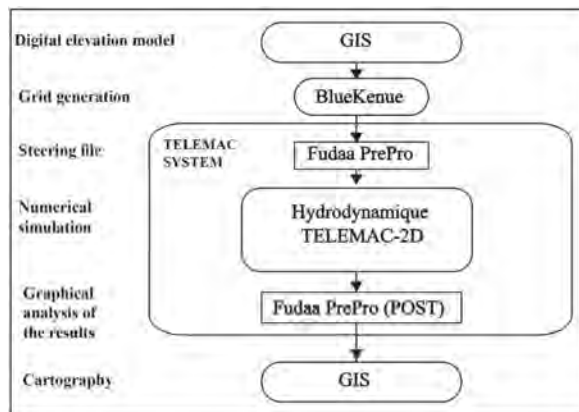 Digital elevation model
GIS
Grid generation
BlueKenue
Steering file
TELEMAC
SYSTEM
Fudaa PrePro
Numerical
simulation
Hydrodynamique
TELEMAC-2D
Graphical
analysis of
the results
Fudaa PrePro (POST)
Cartography
GIS